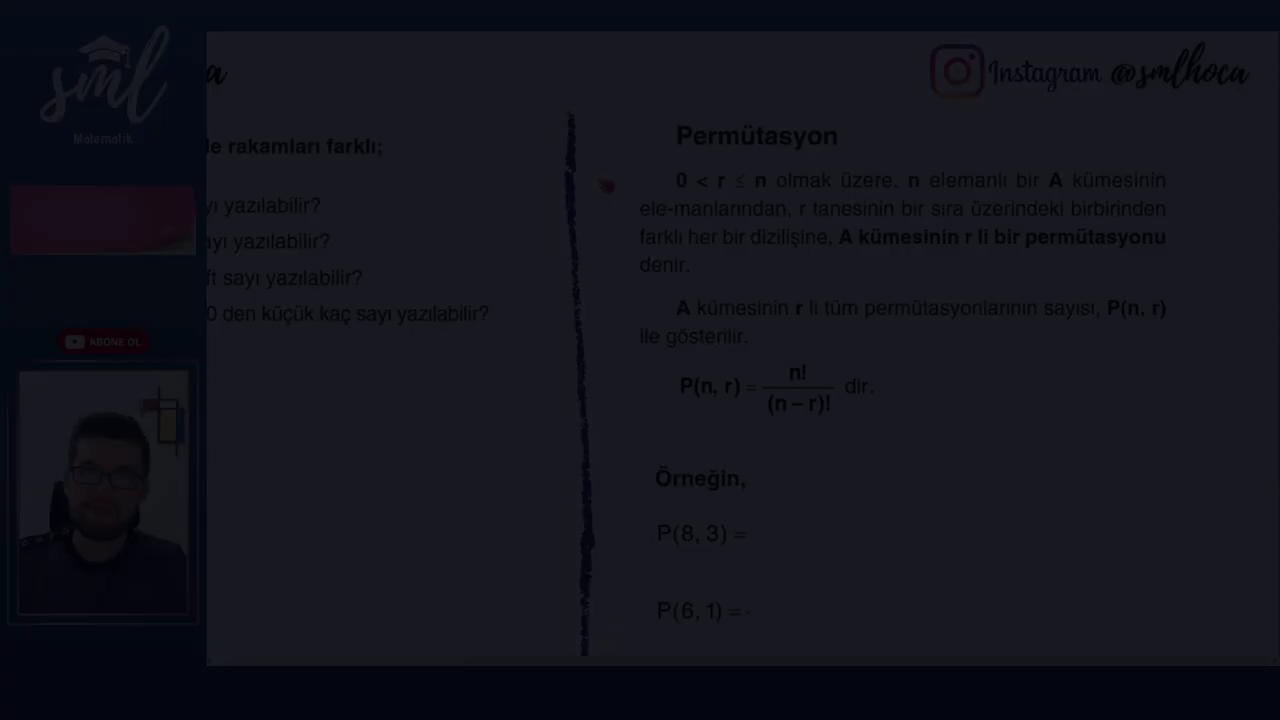 sml
Matematik
ABONE OL
a
le rakamları farklı;
yı yazılabilir?
ayı yazılabilir?
ft sayı yazılabilir?
0 den küçük kaç sayı yazılabilir?
Instagram @smlhoca
Permütasyon
0 < r ≤ n olmak üzere, n elemanlı bir A kümesinin
ele-manlarından, r tanesinin bir sıra üzerindeki birbirinden
farklı her bir dizilişine, A kümesinin r li bir permütasyonu
denir.
A kümesinin r li tüm permütasyonlarının sayısı, P(n, r)
ile gösterilir.
P(n, r) = n! / (n – r)! dir.
Örneğin,
P(8, 3) =
P(6, 1) =